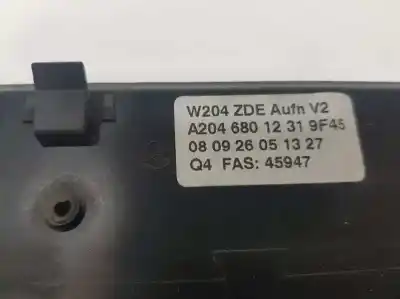 W204 ZDE Aufn V2
A204 680 12 31 9F45
08 09 26 05 13 27
Q4 FAS: 45947